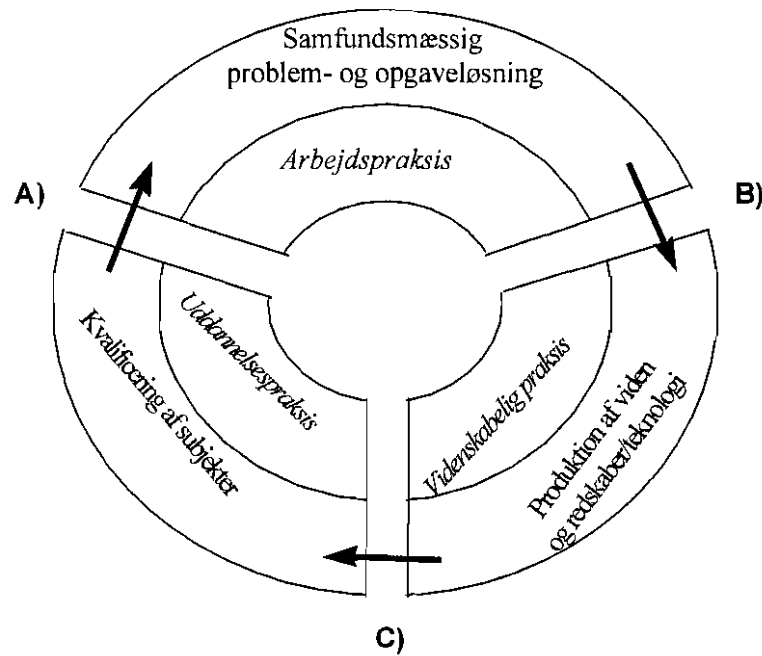 Samfundsmæssig
problem- og opgaveløsning
Arbejdspraksis
A)
B)
Uddannelsespraksis
Kvalificering af subjekter
Videnskabelig praksis
Produktion af viden
og redskaber/teknologi
C)